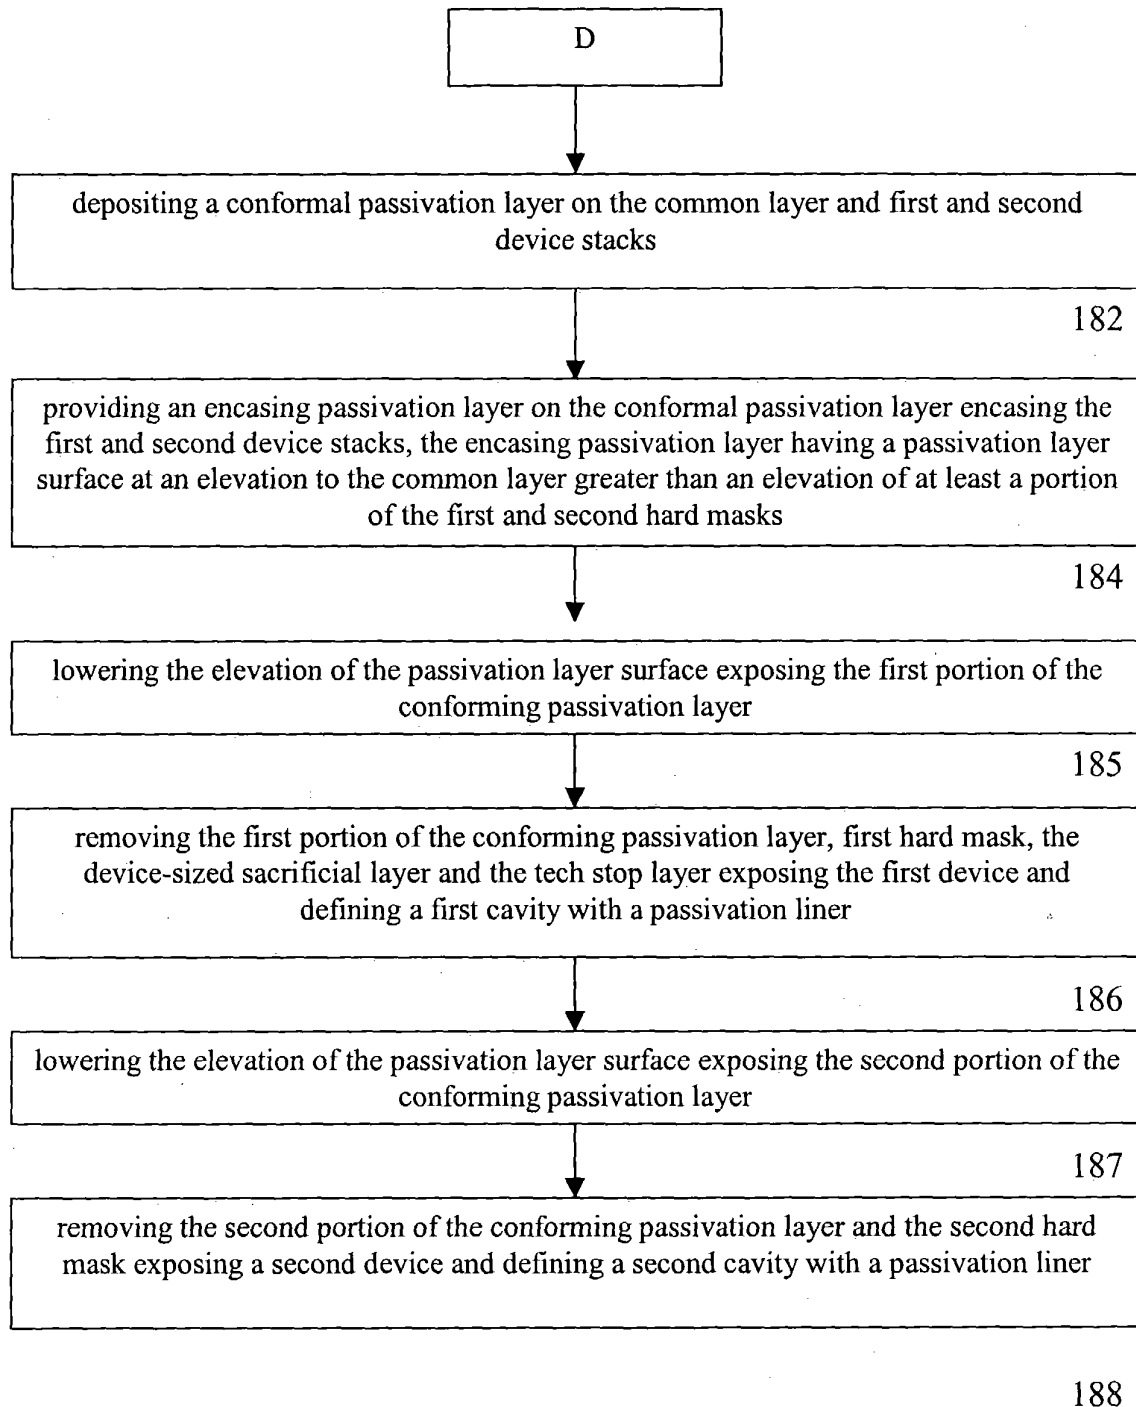 D
depositing a conformal passivation layer on the common layer and first and second
device stacks
182
providing an encasing passivation layer on the conformal passivation layer encasing the
first and second device stacks, the encasing passivation layer having a passivation layer
surface at an elevation to the common layer greater than an elevation of at least a portion
of the first and second hard masks
184
lowering the elevation of the passivation layer surface exposing the first portion of the
conforming passivation layer
185
removing the first portion of the conforming passivation layer, first hard mask, the
device-sized sacrificial layer and the tech stop layer exposing the first device and
defining a first cavity with a passivation liner
186
lowering the elevation of the passivation layer surface exposing the second portion of the
conforming passivation layer
187
removing the second portion of the conforming passivation layer and the second hard
mask exposing a second device and defining a second cavity with a passivation liner
188